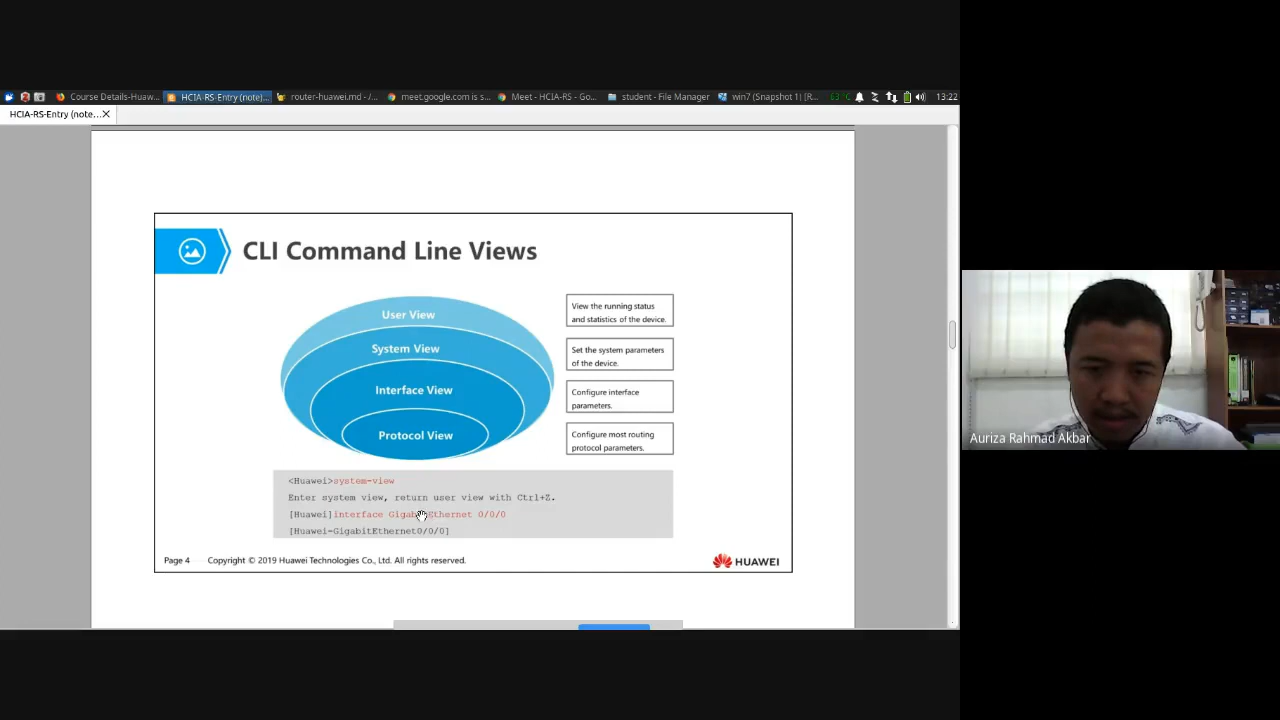 Course Details-Huaw...
HCIA-RS-Entry (note)...
router-huawei.md - /...
meet.google.com is s...
Meet - HCIA-RS - Go...
student - File Manager
win7 (Snapshot 1) [R...
63 °C
13:22
HCIA-RS-Entry (note...
CLI Command Line Views
User View
System View
Interface View
Protocol View
View the running status
and statistics of the device.
Set the system parameters
of the device.
Configure interface
parameters.
Configure most routing
protocol parameters.
<Huawei>system-view
Enter system view, return user view with Ctrl+Z.
[Huawei]interface GigabitEthernet 0/0/0
[Huawei-GigabitEthernet0/0/0]
Page 4
Copyright © 2019 Huawei Technologies Co., Ltd. All rights reserved.
HUAWEI
Auriza Rahmad Akbar